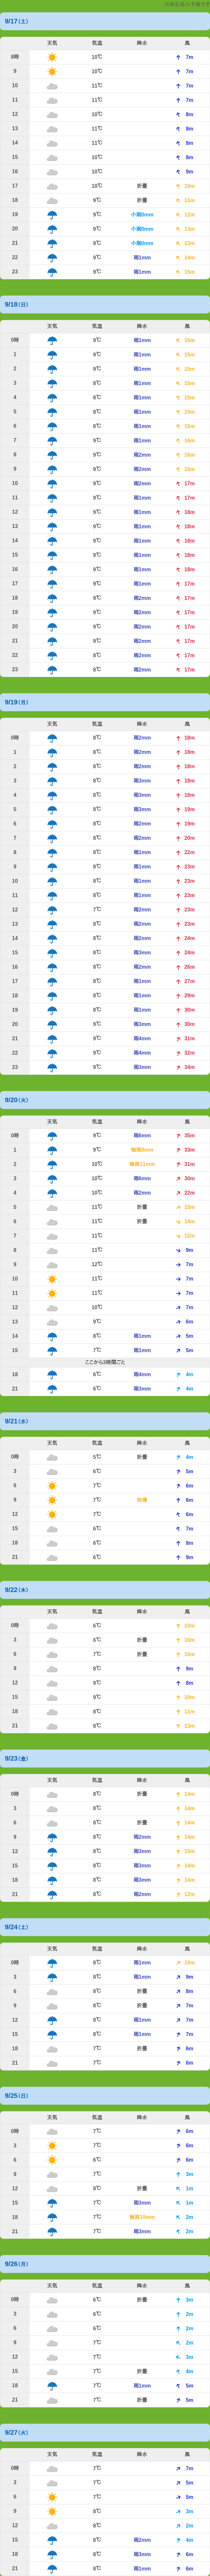 9/17(土)
天気 気温 降水 風
8時 10℃ 7m
9 10℃ 7m
10 11℃ 7m
11 11℃ 7m
12 10℃ 8m
13 11℃ 8m
14 11℃ 8m
15 10℃ 8m
16 10℃ 9m
17 10℃ 折畳 10m
18 9℃ 折畳 11m
19 9℃ 小雨0mm 12m
20 9℃ 小雨0mm 13m
21 9℃ 小雨0mm 13m
22 9℃ 雨1mm 14m
23 9℃ 雨1mm 15m
9/18(日)
天気 気温 降水 風
0時 9℃ 雨1mm 15m
1 9℃ 雨1mm 15m
2 9℃ 雨1mm 15m
3 8℃ 雨1mm 15m
4 8℃ 雨1mm 15m
5 8℃ 雨1mm 15m
6 8℃ 雨1mm 15m
7 9℃ 雨1mm 16m
8 9℃ 雨2mm 16m
9 9℃ 雨2mm 16m
10 9℃ 雨2mm 17m
11 9℃ 雨1mm 17m
12 9℃ 雨1mm 18m
13 8℃ 雨1mm 18m
14 9℃ 雨1mm 18m
15 9℃ 雨1mm 18m
16 9℃ 雨1mm 18m
17 9℃ 雨1mm 17m
18 9℃ 雨2mm 17m
19 9℃ 雨2mm 17m
20 9℃ 雨2mm 17m
21 9℃ 雨2mm 17m
22 8℃ 雨2mm 17m
23 8℃ 雨2mm 17m
9/19(月)
天気 気温 降水 風
0時 8℃ 雨2mm 18m
1 8℃ 雨2mm 18m
2 8℃ 雨2mm 18m
3 8℃ 雨3mm 18m
4 8℃ 雨3mm 18m
5 8℃ 雨3mm 19m
6 8℃ 雨2mm 19m
7 8℃ 雨2mm 20m
8 8℃ 雨1mm 22m
9 8℃ 雨1mm 23m
10 8℃ 雨1mm 23m
11 8℃ 雨1mm 23m
12 7℃ 雨2mm 23m
13 8℃ 雨2mm 23m
14 8℃ 雨2mm 24m
15 8℃ 雨3mm 24m
16 8℃ 雨2mm 26m
17 8℃ 雨1mm 27m
18 8℃ 雨1mm 29m
19 8℃ 雨1mm 30m
20 8℃ 雨3mm 30m
21 9℃ 雨4mm 31m
22 9℃ 雨4mm 32m
23 9℃ 雨3mm 34m
9/20(火)
天気 気温 降水 風
0時 9℃ 雨6mm 35m
1 9℃ 強雨8mm 33m
2 10℃ 強雨11mm 31m
3 10℃ 雨6mm 30m
4 10℃ 雨2mm 22m
5 11℃ 折畳 15m
6 11℃ 折畳 14m
7 11℃ 12m
8 11℃ 9m
9 12℃ 7m
10 11℃ 7m
11 11℃ 7m
12 10℃ 7m
13 9℃ 6m
14 8℃ 雨1mm 5m
15 7℃ 雨1mm 5m
ここから3時間ごと
18 6℃ 雨4mm 4m
21 6℃ 雨3mm 4m
9/21(水)
天気 気温 降水 風
0時 5℃ 折畳 4m
3 6℃ 5m
6 7℃ 6m
9 7℃ 6m
12 7℃ 6m
15 6℃ 7m
18 6℃ 8m
21 6℃ 9m
9/22(木)
天気 気温 降水 風
0時 6℃ 10m
3 6℃ 折畳 10m
6 7℃ 折畳 10m
9 8℃ 9m
12 9℃ 8m
15 9℃ 10m
18 8℃ 11m
21 8℃ 13m
9/23(金)
天気 気温 降水 風
0時 8℃ 折畳 14m
3 8℃ 14m
6 8℃ 折畳 14m
9 8℃ 雨2mm 14m
12 8℃ 雨3mm 15m
15 8℃ 雨3mm 14m
18 8℃ 雨3mm 14m
21 8℃ 雨2mm 12m
9/24(土)
天気 気温 降水 風
0時 8℃ 雨1mm 10m
3 8℃ 雨1mm 9m
6 8℃ 折畳 8m
9 8℃ 折畳 7m
12 8℃ 雨1mm 7m
15 8℃ 雨1mm 7m
18 7℃ 折畳 6m
21 7℃ 6m
9/25(日)
天気 気温 降水 風
0時 7℃ 6m
3 7℃ 6m
6 6℃ 6m
9 7℃ 3m
12 8℃ 折畳 1m
15 7℃ 雨3mm 1m
18 7℃ 強雨10mm 2m
21 7℃ 雨3mm 2m
9/26(月)
天気 気温 降水 風
0時 6℃ 折畳 3m
3 6℃ 2m
6 6℃ 2m
9 7℃ 2m
12 7℃ 3m
15 7℃ 折畳 4m
18 7℃ 雨1mm 5m
21 7℃ 折畳 5m
9/27(火)
天気 気温 降水 風
0時 7℃ 7m
3 7℃ 5m
6 7℃ 5m
9 8℃ 3m
12 8℃ 2m
15 8℃ 雨2mm 4m
18 8℃ 雨3mm 6m
21 8℃ 雨1mm 6m